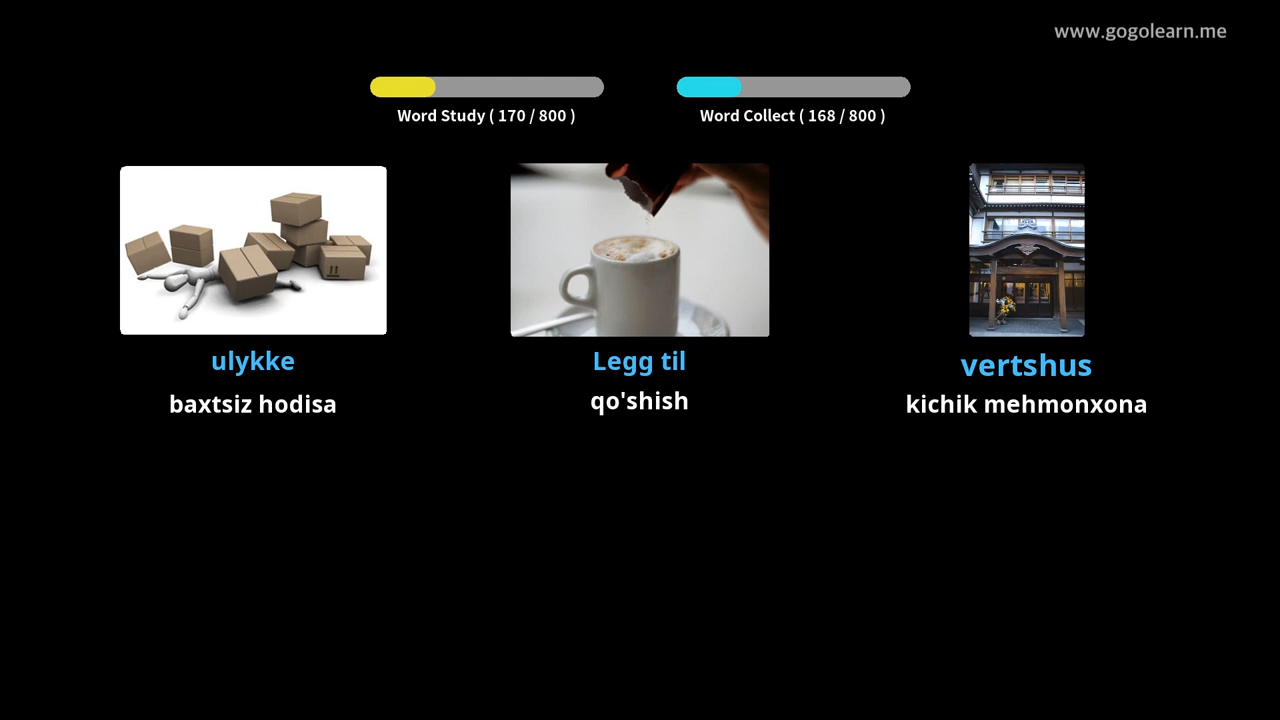 www.gogolearn.me
Word Study ( 170 / 800 )
Word Collect ( 168 / 800 )
ulykke
Legg til
vertshus
baxtsiz hodisa
qo'shish
kichik mehmonxona